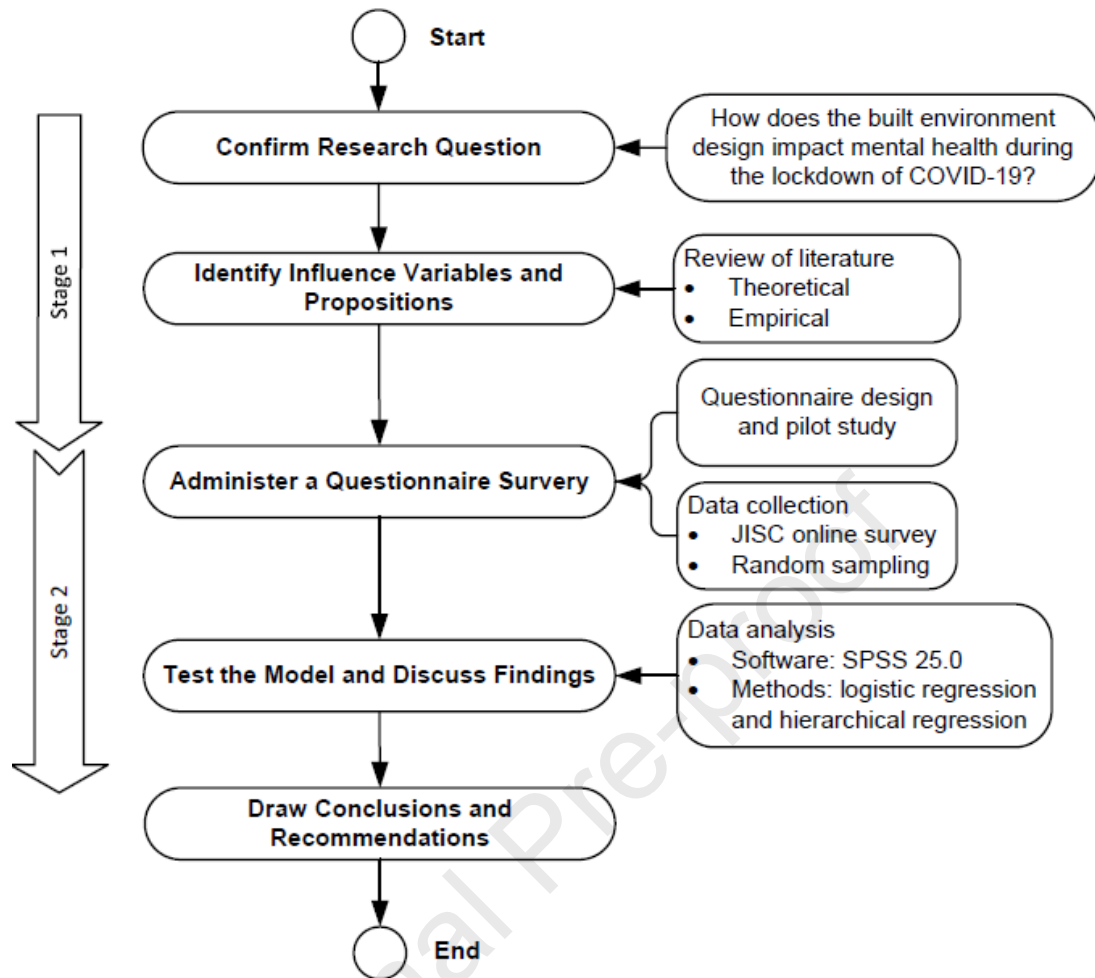 Start
Confirm Research Question
How does the built environment
design impact mental health during
the lockdown of COVID-19?
Stage 1
Identify Influence Variables and
Propositions
Review of literature
• Theoretical
• Empirical
Questionnaire design
and pilot study
Administer a Questionnaire Survery
Data collection
• JISC online survey
• Random sampling
Stage 2
Test the Model and Discuss Findings
Data analysis
• Software: SPSS 25.0
• Methods: logistic regression
and hierarchical regression
Draw Conclusions and
Recommendations
End
nal Pre-proof